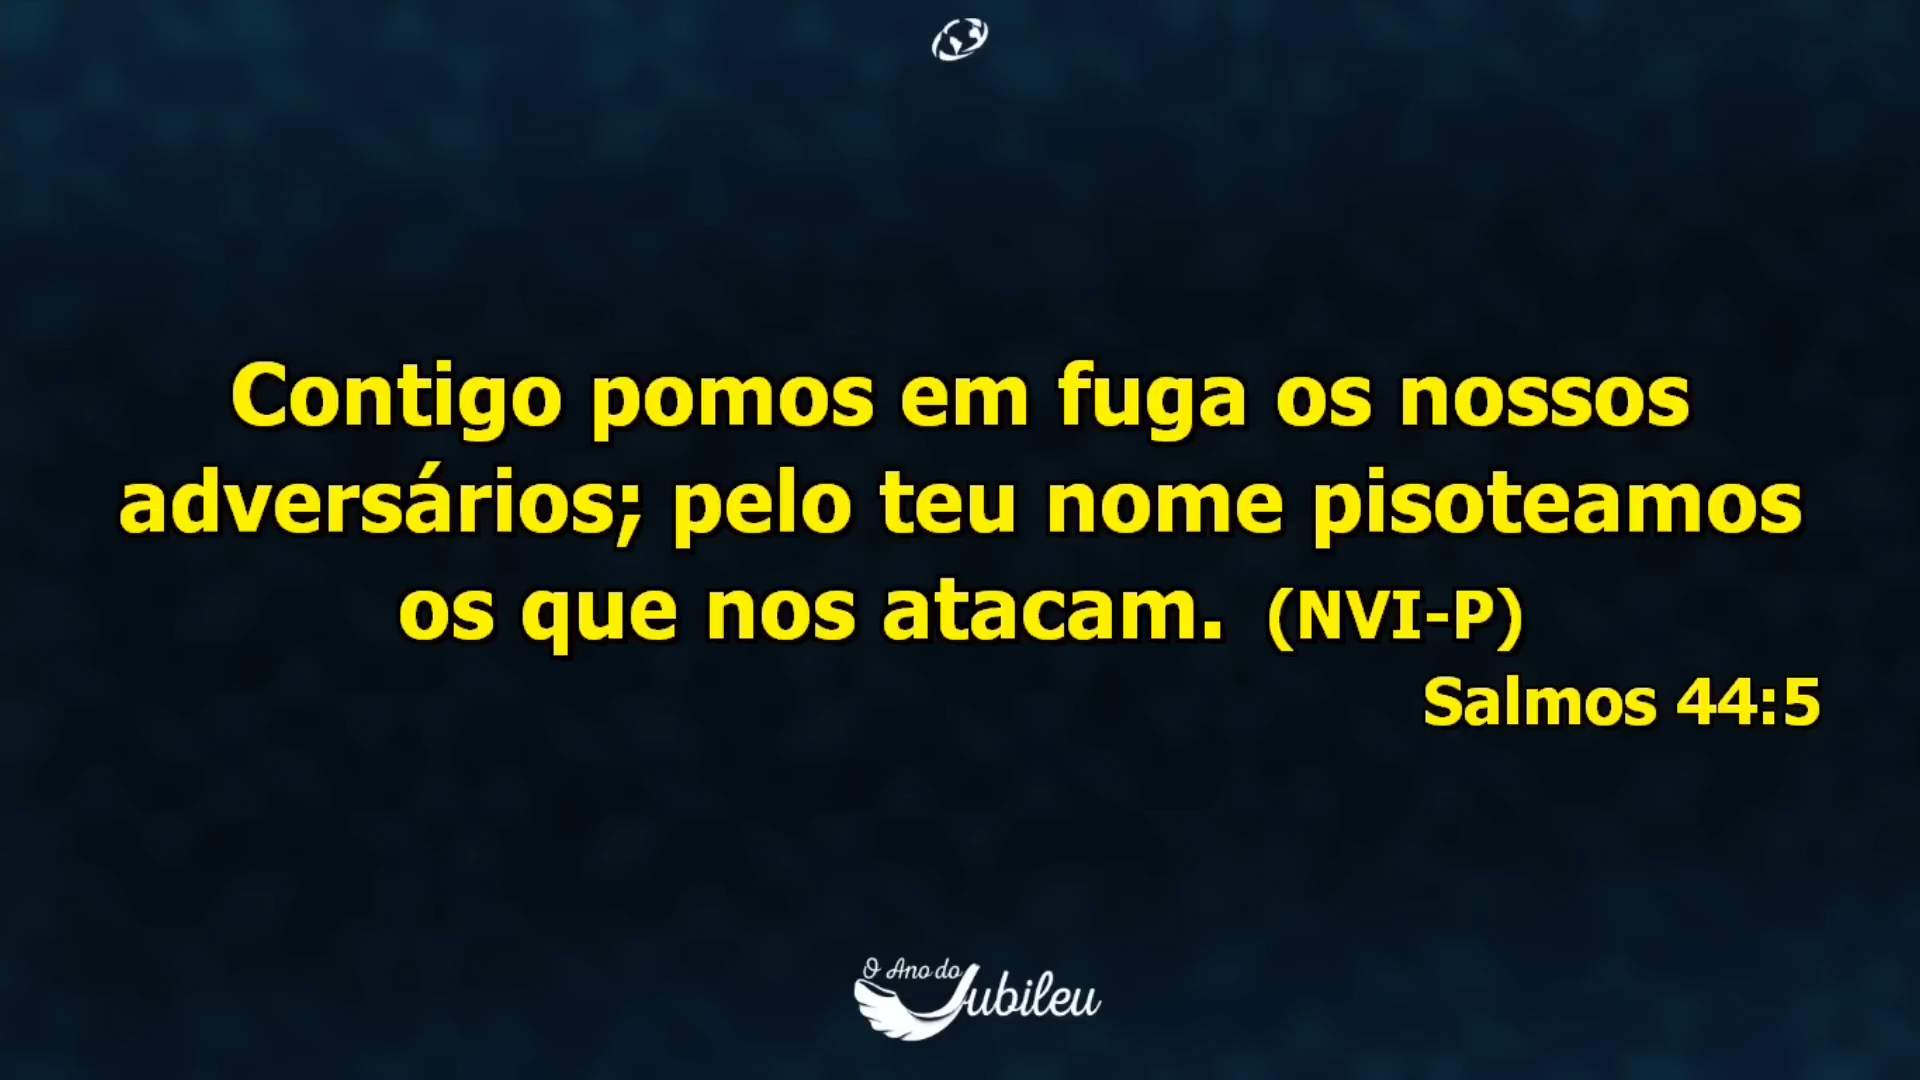 Contigo pomos em fuga os nossos
adversários; pelo teu nome pisoteamos
os que nos atacam. (NVI-P)
Salmos 44:5
O Ano do
Jubileu